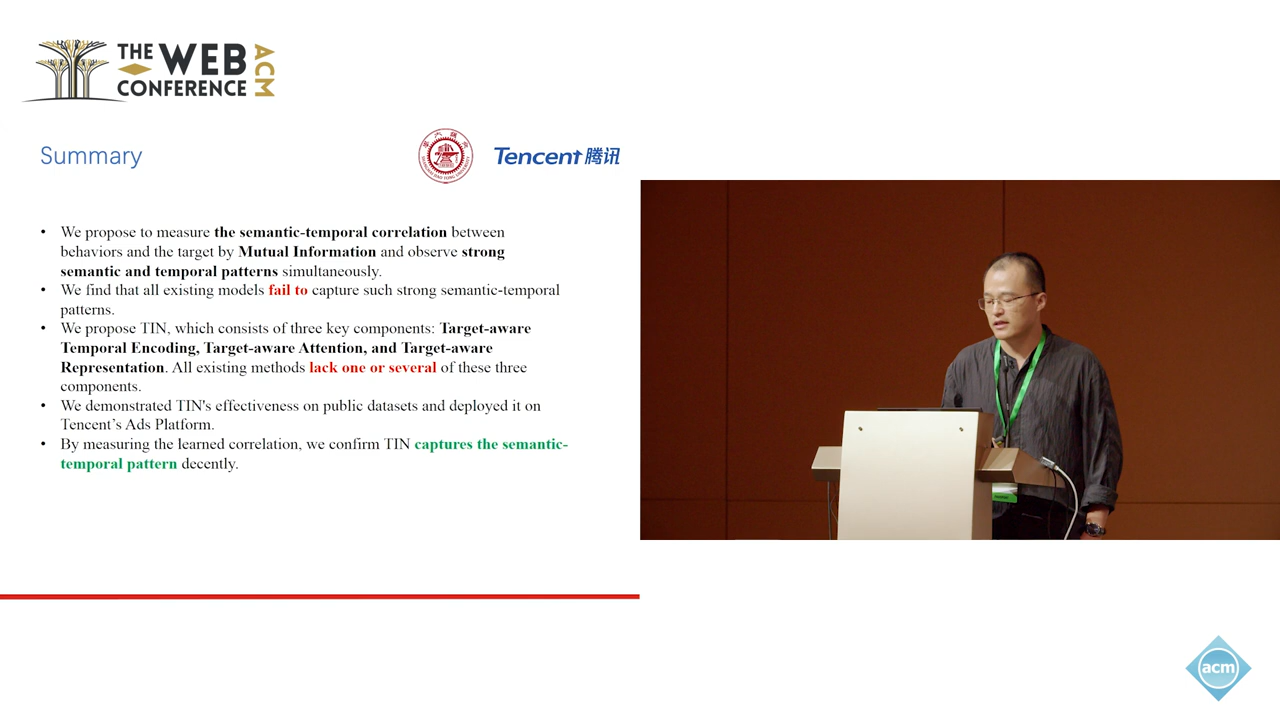 THE WEB
CONFERENCE
ACM
Summary
Tencent 腾讯
• We propose to measure the semantic-temporal correlation between
behaviors and the target by Mutual Information and observe strong
semantic and temporal patterns simultaneously.
• We find that all existing models fail to capture such strong semantic-temporal
patterns.
• We propose TIN, which consists of three key components: Target-aware
Temporal Encoding, Target-aware Attention, and Target-aware
Representation. All existing methods lack one or several of these three
components.
• We demonstrated TIN's effectiveness on public datasets and deployed it on
Tencent’s Ads Platform.
• By measuring the learned correlation, we confirm TIN captures the semantic-
temporal pattern decently.
acm